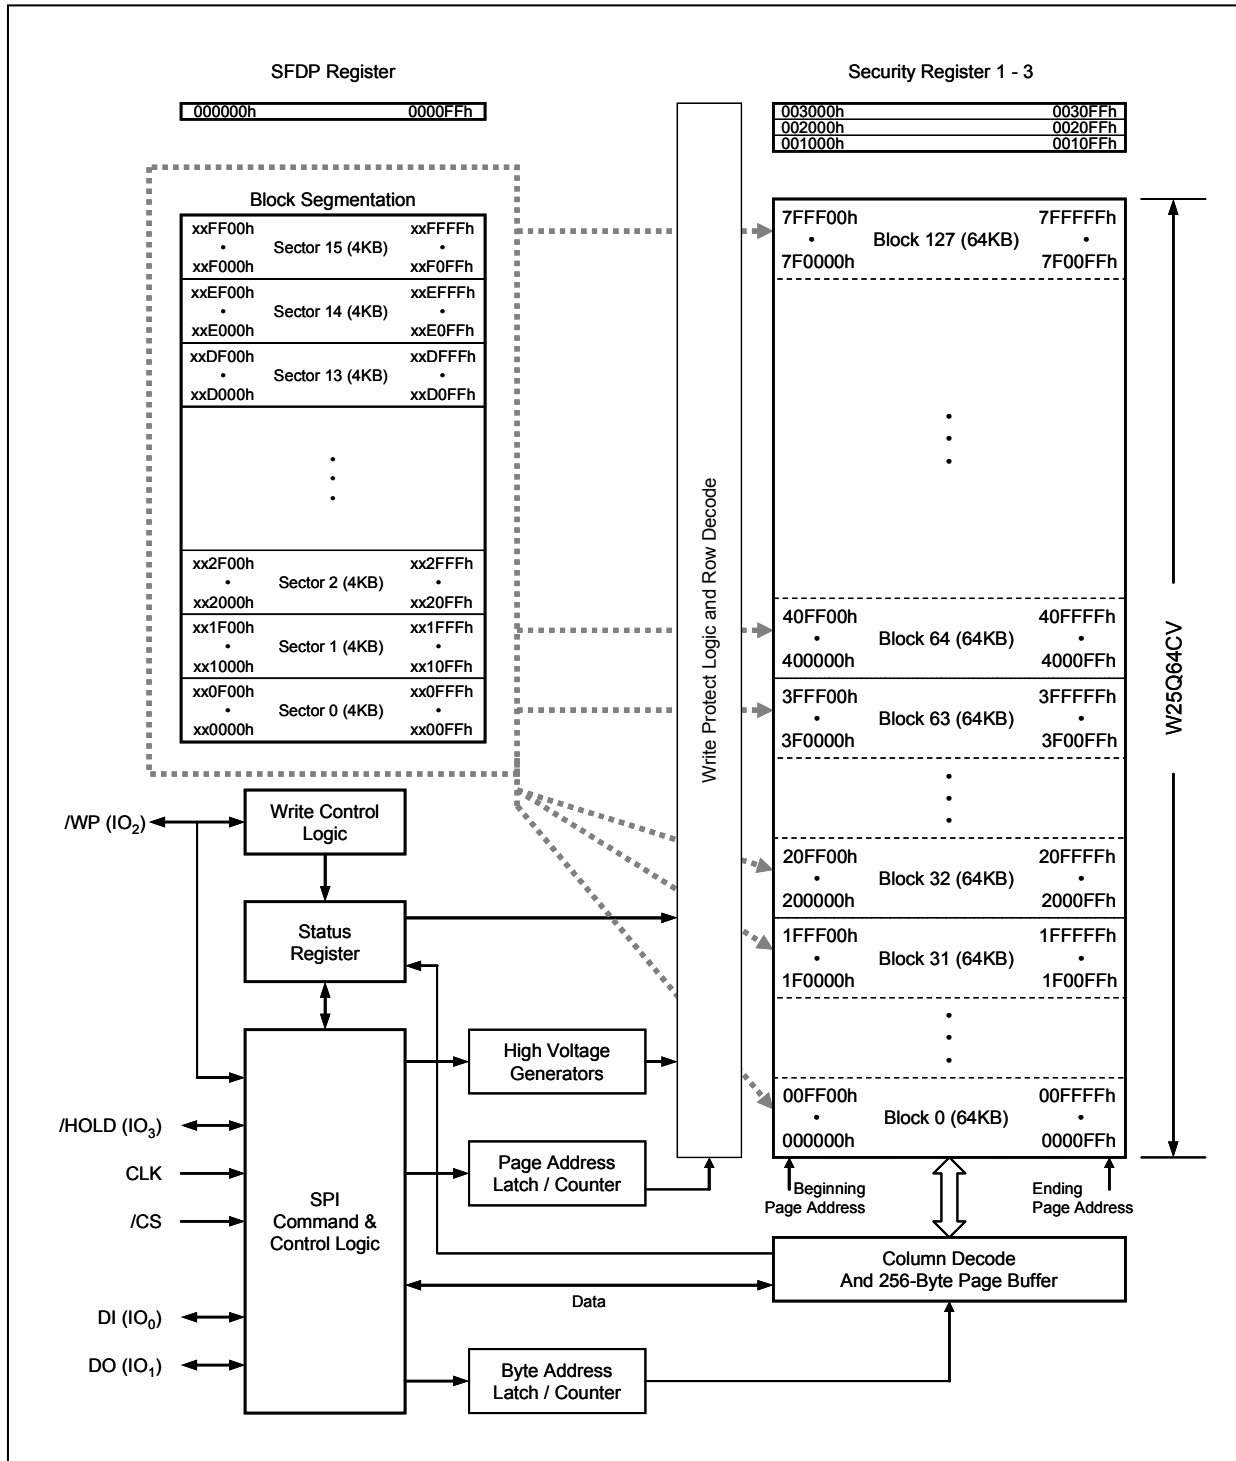 SFDP Register
000000h 0000FFh
Security Register 1 - 3
003000h 0030FFh
002000h 0020FFh
001000h 0010FFh
Block Segmentation
xxFF00h xxFFFFh
• Sector 15 (4KB) •
xxF000h xxF0FFh
xxEF00h xxEFFFh
• Sector 14 (4KB) •
xxE000h xxE0FFh
xxDF00h xxDFFFh
• Sector 13 (4KB) •
xxD000h xxD0FFh
xx2F00h xx2FFFh
• Sector 2 (4KB) •
xx2000h xx20FFh
xx1F00h xx1FFFh
• Sector 1 (4KB) •
xx1000h xx10FFh
xx0F00h xx0FFFh
• Sector 0 (4KB) •
xx0000h xx00FFh
Write Protect Logic and Row Decode
7FFF00h 7FFFFFh
• Block 127 (64KB) •
7F0000h 7F00FFh
40FF00h 40FFFFh
• Block 64 (64KB) •
400000h 4000FFh
3FFF00h 3FFFFFh
• Block 63 (64KB) •
3F0000h 3F00FFh
20FF00h 20FFFFh
• Block 32 (64KB) •
200000h 2000FFh
1FFF00h 1FFFFFh
• Block 31 (64KB) •
1F0000h 1F00FFh
00FF00h 00FFFFh
• Block 0 (64KB) •
000000h 0000FFh
W25Q64CV
Beginning
Page Address
Ending
Page Address
/WP (IO2)
Write Control
Logic
Status
Register
High Voltage
Generators
/HOLD (IO3)
CLK
/CS
DI (IO0)
DO (IO1)
SPI
Command &
Control Logic
Page Address
Latch / Counter
Column Decode
And 256-Byte Page Buffer
Data
Byte Address
Latch / Counter